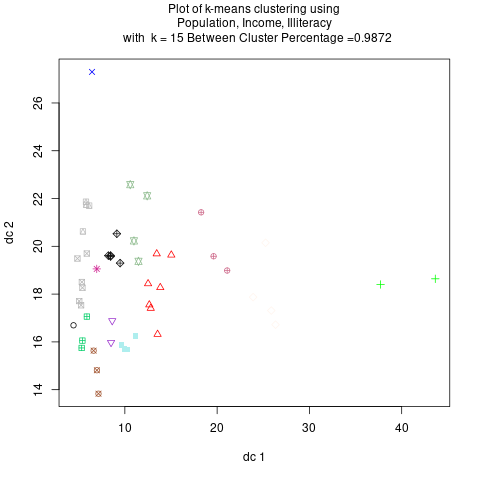 Plot of k-means clustering using
Population, Income, Illiteracy
with k = 15 Between Cluster Percentage =0.9872
26
24
22
20
18
16
14
dc 2
10
20
30
40
dc 1